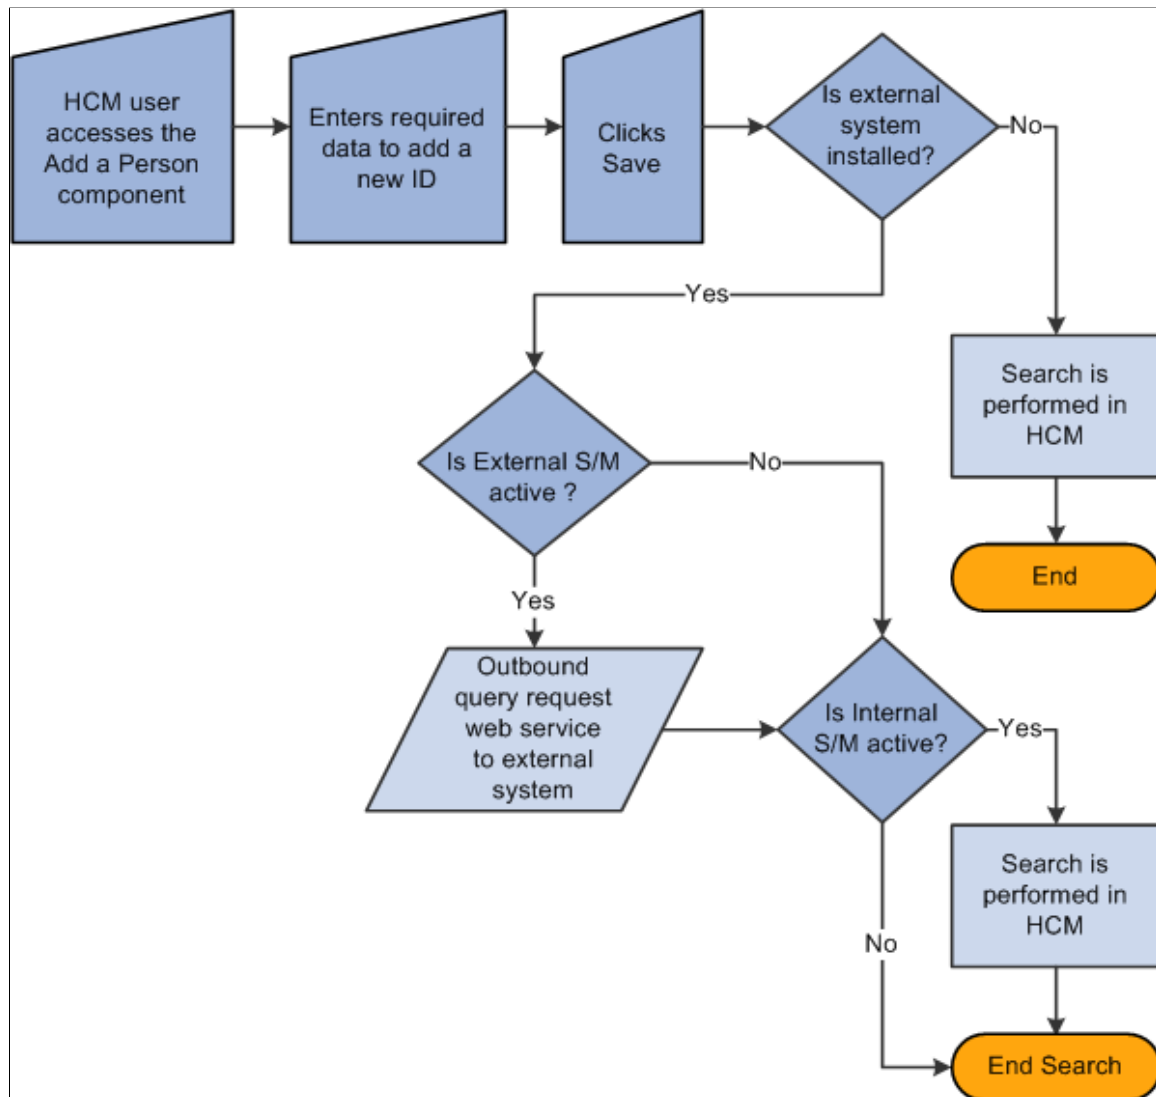 HCM user
accesses the
Add a Person
component
Enters required
data to add a
new ID
Clicks
Save
Is external
system
installed?
No
Yes
Search is
performed in
HCM
End
Is External S/M
active ?
No
Yes
Outbound
query request
web service
to external
system
Is Internal
S/M active?
Yes
Search is
performed in
HCM
No
End Search